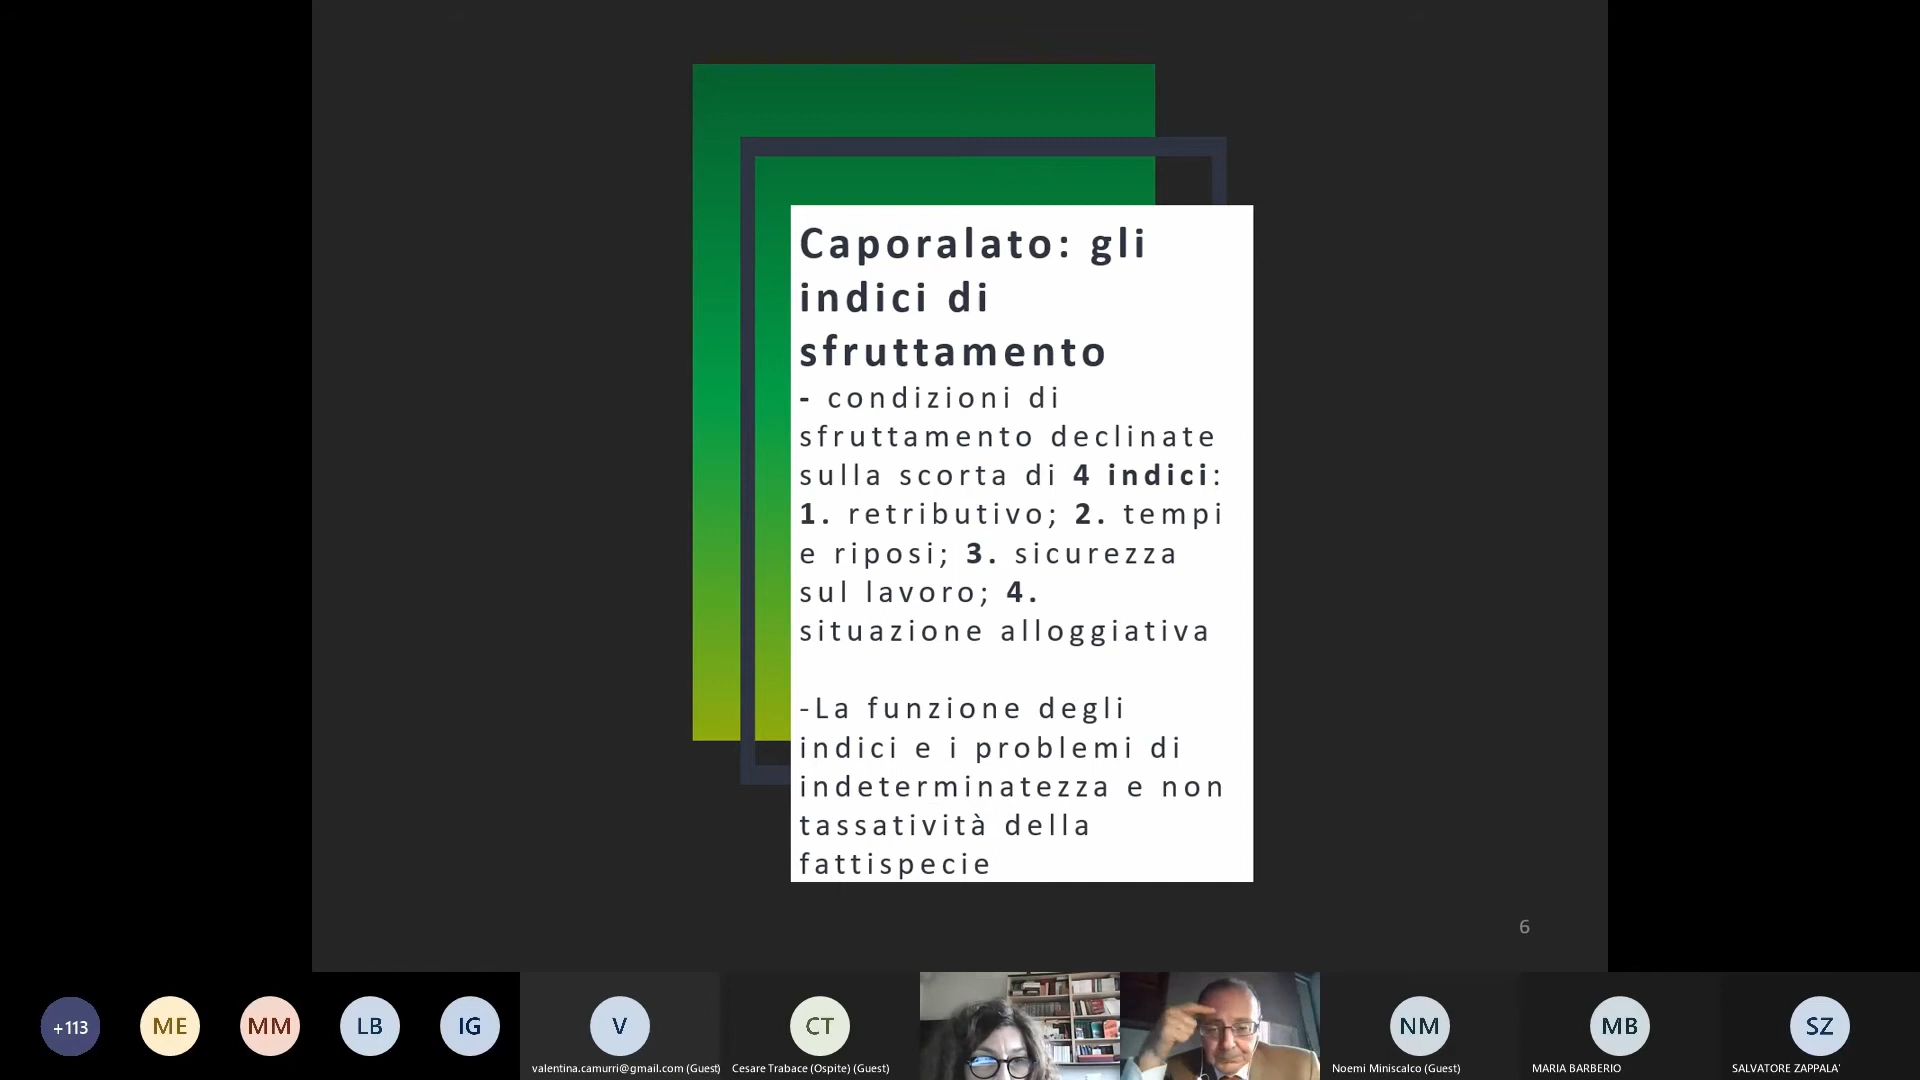 Caporalato: gli
indici di
sfruttamento
- condizioni di
sfruttamento declinate
sulla scorta di 4 indici:
1. retributivo; 2. tempi
e riposi; 3. sicurezza
sul lavoro; 4.
situazione alloggiativa
-La funzione degli
indici e i problemi di
indeterminatezza e non
tassatività della
fattispecie
6
+113
ME
MM
LB
IG
V
CT
NM
MB
SZ
valentina.camurri@gmail.com (Guest)
Cesare Trabace (Ospite) (Guest)
Noemi Miniscalco (Guest)
MARIA BARBERIO
SALVATORE ZAPPALA'